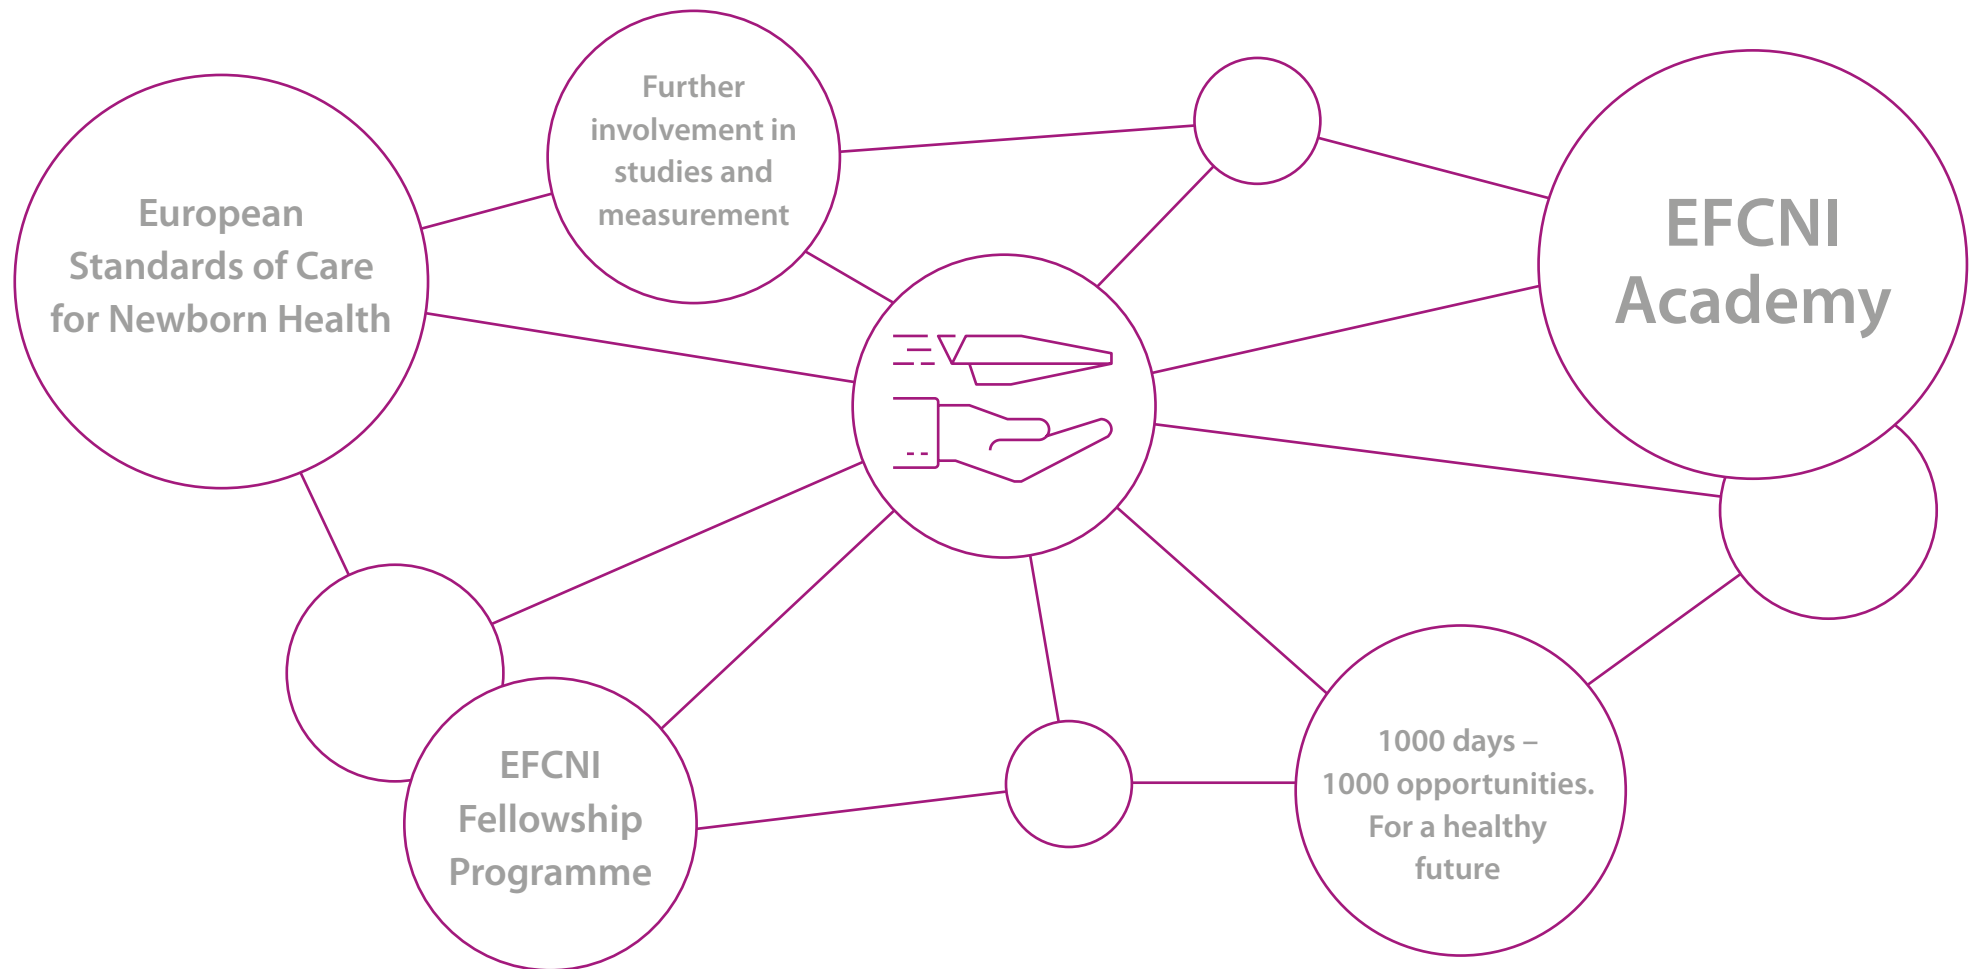 European
Standards of Care
for Newborn Health
Further
involvement in
studies and
measurement
EFCNI
Academy
EFCNI
Fellowship
Programme
1000 days –
1000 opportunities.
For a healthy
future